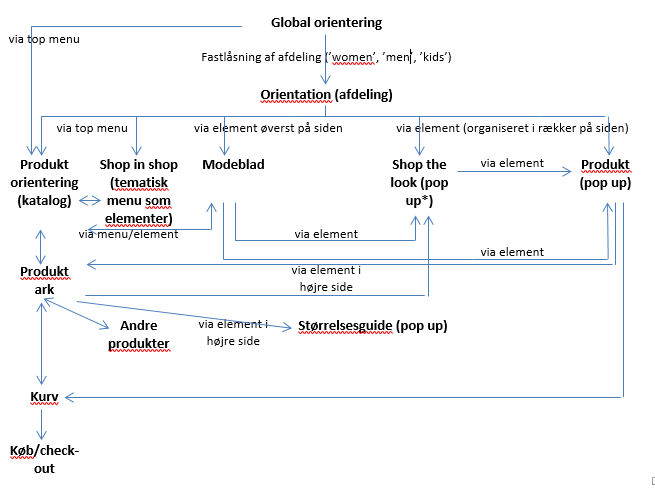 Global orientering
via top menu
Fastlåsning af afdeling ('women', 'men', 'kids')
Orientation (afdeling)
via top menu
via element øverst på siden
via element (organiseret i rækker på siden)
Produkt
orientering
(katalog)
Shop in shop
(tematisk
menu som
elementer)
Modeblad
Shop the
look (pop
up*)
via element
Produkt
(pop up)
via menu/element
via element
via element
via element i
højre side
Produkt
ark
Andre
produkter
via element i
højre side
Størrelsesguide (pop up)
Kurv
Køb/check-
out